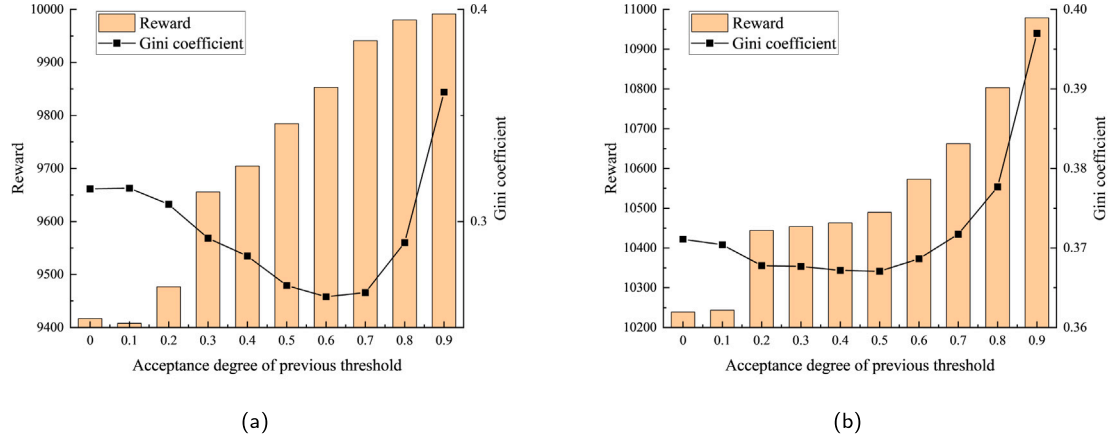 10000
9900
9800
9700
9600
9500
9400
Reward
Reward
Gini coefficient
0.4
0.3
Gini coefficient
0 0.1 0.2 0.3 0.4 0.5 0.6 0.7 0.8 0.9
Acceptance degree of previous threshold
(a)
11000
10900
10800
10700
10600
10500
10400
10300
10200
Reward
Reward
Gini coefficient
0.40
0.39
0.38
0.37
0.36
Gini coefficient
0 0.1 0.2 0.3 0.4 0.5 0.6 0.7 0.8 0.9
Acceptance degree of previous threshold
(b)